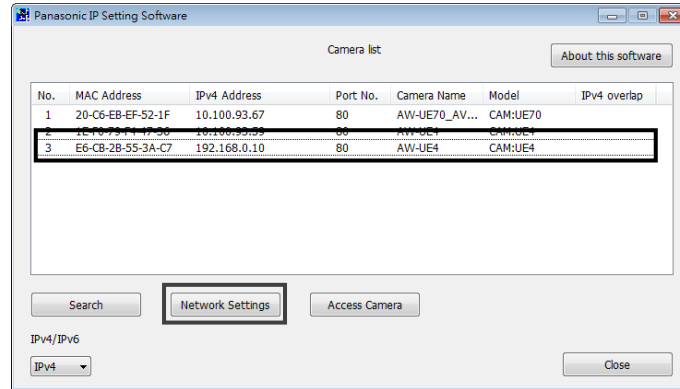 Panasonic IP Setting Software
Camera list
About this software
No. MAC Address IPv4 Address Port No. Camera Name Model IPv4 overlap
1 20-C6-EB-EF-52-1F 10.100.93.67 80 AW-UE70_AV... CAM:UE70
2 80 AW-UE4 CAM:UE4
3 E6-CB-2B-55-3A-C7 192.168.0.10 80 AW-UE4 CAM:UE4
Search Network Settings Access Camera
IPv4/IPv6
IPv4 Close